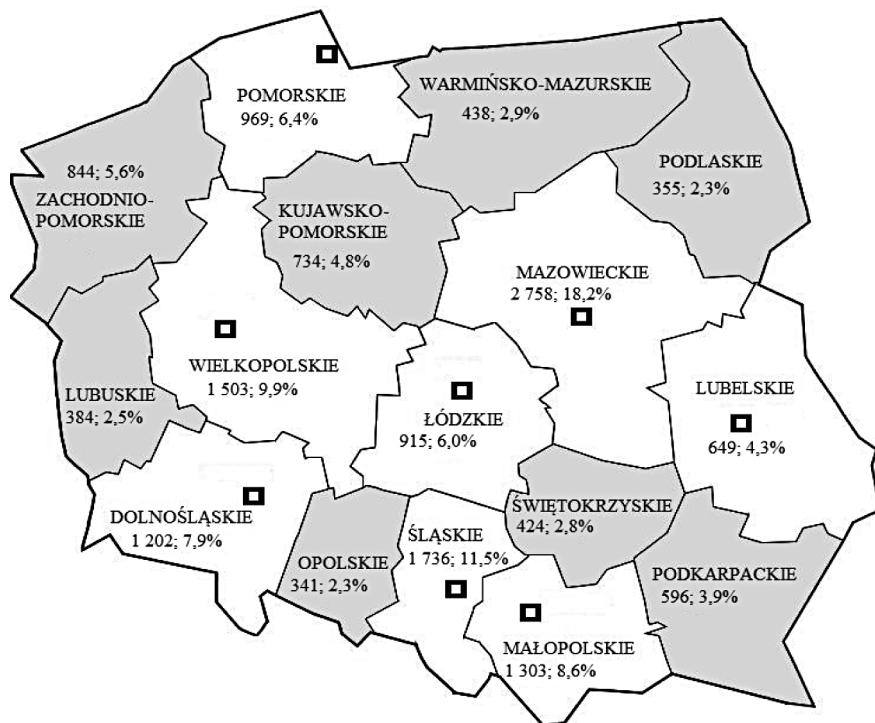 POMORSKIE
969; 6,4%
WARMIŃSKO-MAZURSKIE
438; 2,9%
PODLASKIE
355; 2,3%
844; 5,6%
ZACHODNIO-
POMORSKIE
KUJAWSKO-
POMORSKIE
734; 4,8%
MAZOWIECKIE
2 758; 18,2%
WIELKOPOLSKIE
1 503; 9,9%
LUBUSKIE
384; 2,5%
ŁÓDZKIE
915; 6,0%
LUBELSKIE
649; 4,3%
DOLNOŚLĄSKIE
1 202; 7,9%
OPOLSKIE
341; 2,3%
ŚLĄSKIE
1 736; 11,5%
ŚWIĘTOKRZYSKIE
424; 2,8%
PODKARPACKIE
596; 3,9%
MAŁOPOLSKIE
1 303; 8,6%